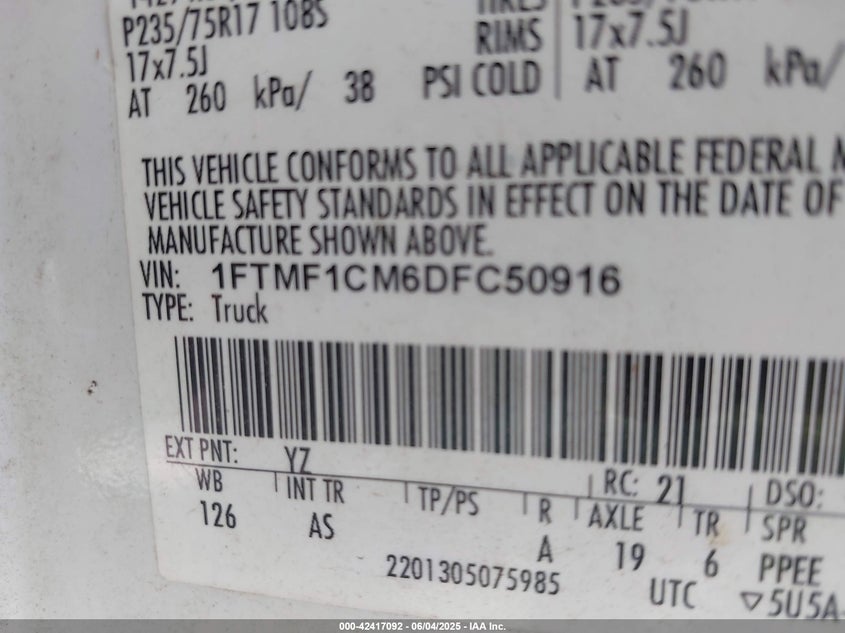 P235/75R17 108S
17x7.5J
AT 260 kPa/ 38 PSI COLD
RIMS 17x7.5J
AT 260 kPa/
THIS VEHICLE CONFORMS TO ALL APPLICABLE FEDERAL
VEHICLE SAFETY STANDARDS IN EFFECT ON THE DATE OF
MANUFACTURE SHOWN ABOVE.
VIN: 1FTMF1CM6DFC50916
TYPE: Truck
EXT PNT: YZ RC: 21 DSO:
WB INT TR TP/PS R AXLE TR SPR
126 AS A 19 6 PPEE
2201305075985 UTC ▽5U5A-
000-42417092 - 06/04/2025 - IAA Inc.